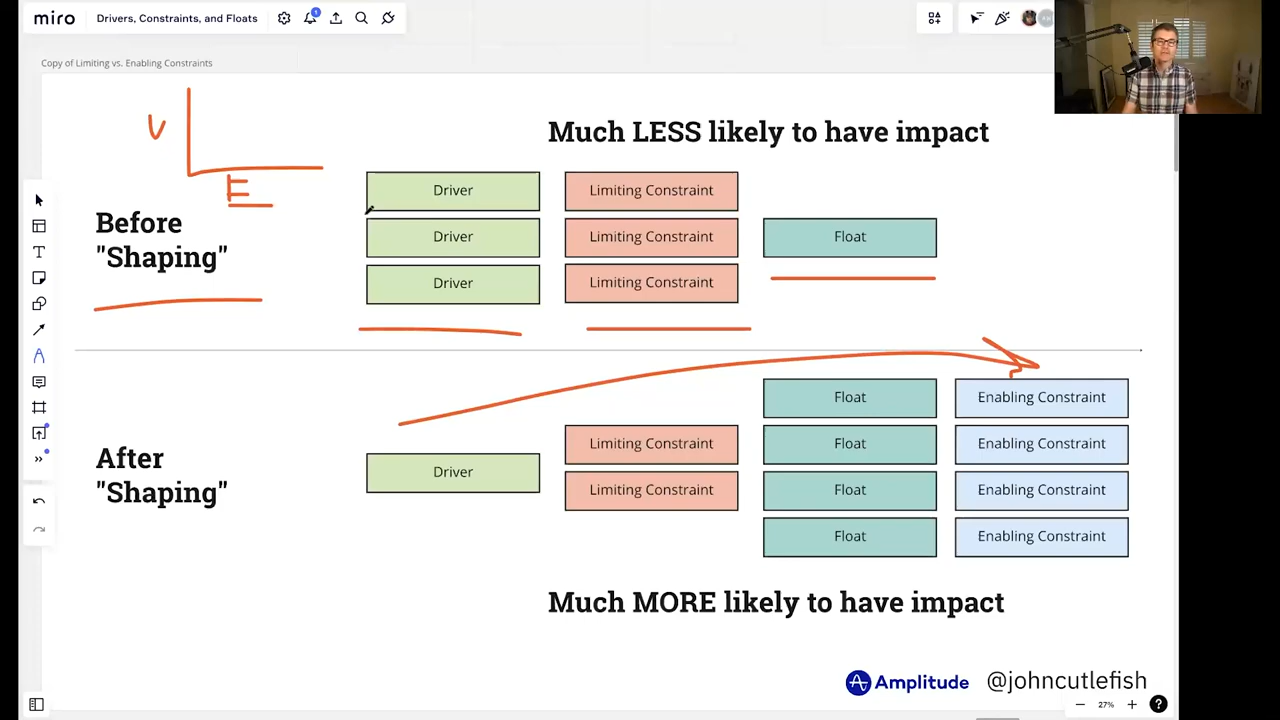 miro
Drivers, Constraints, and Floats
1
Copy of Limiting vs. Enabling Constraints
V
E
Much LESS likely to have impact
Before
"Shaping"
Driver
Limiting Constraint
Driver
Limiting Constraint
Float
Driver
Limiting Constraint
After
"Shaping"
Float
Enabling Constraint
Limiting Constraint
Float
Enabling Constraint
Driver
Limiting Constraint
Float
Enabling Constraint
Float
Enabling Constraint
Much MORE likely to have impact
Amplitude
@johncutlefish
27%